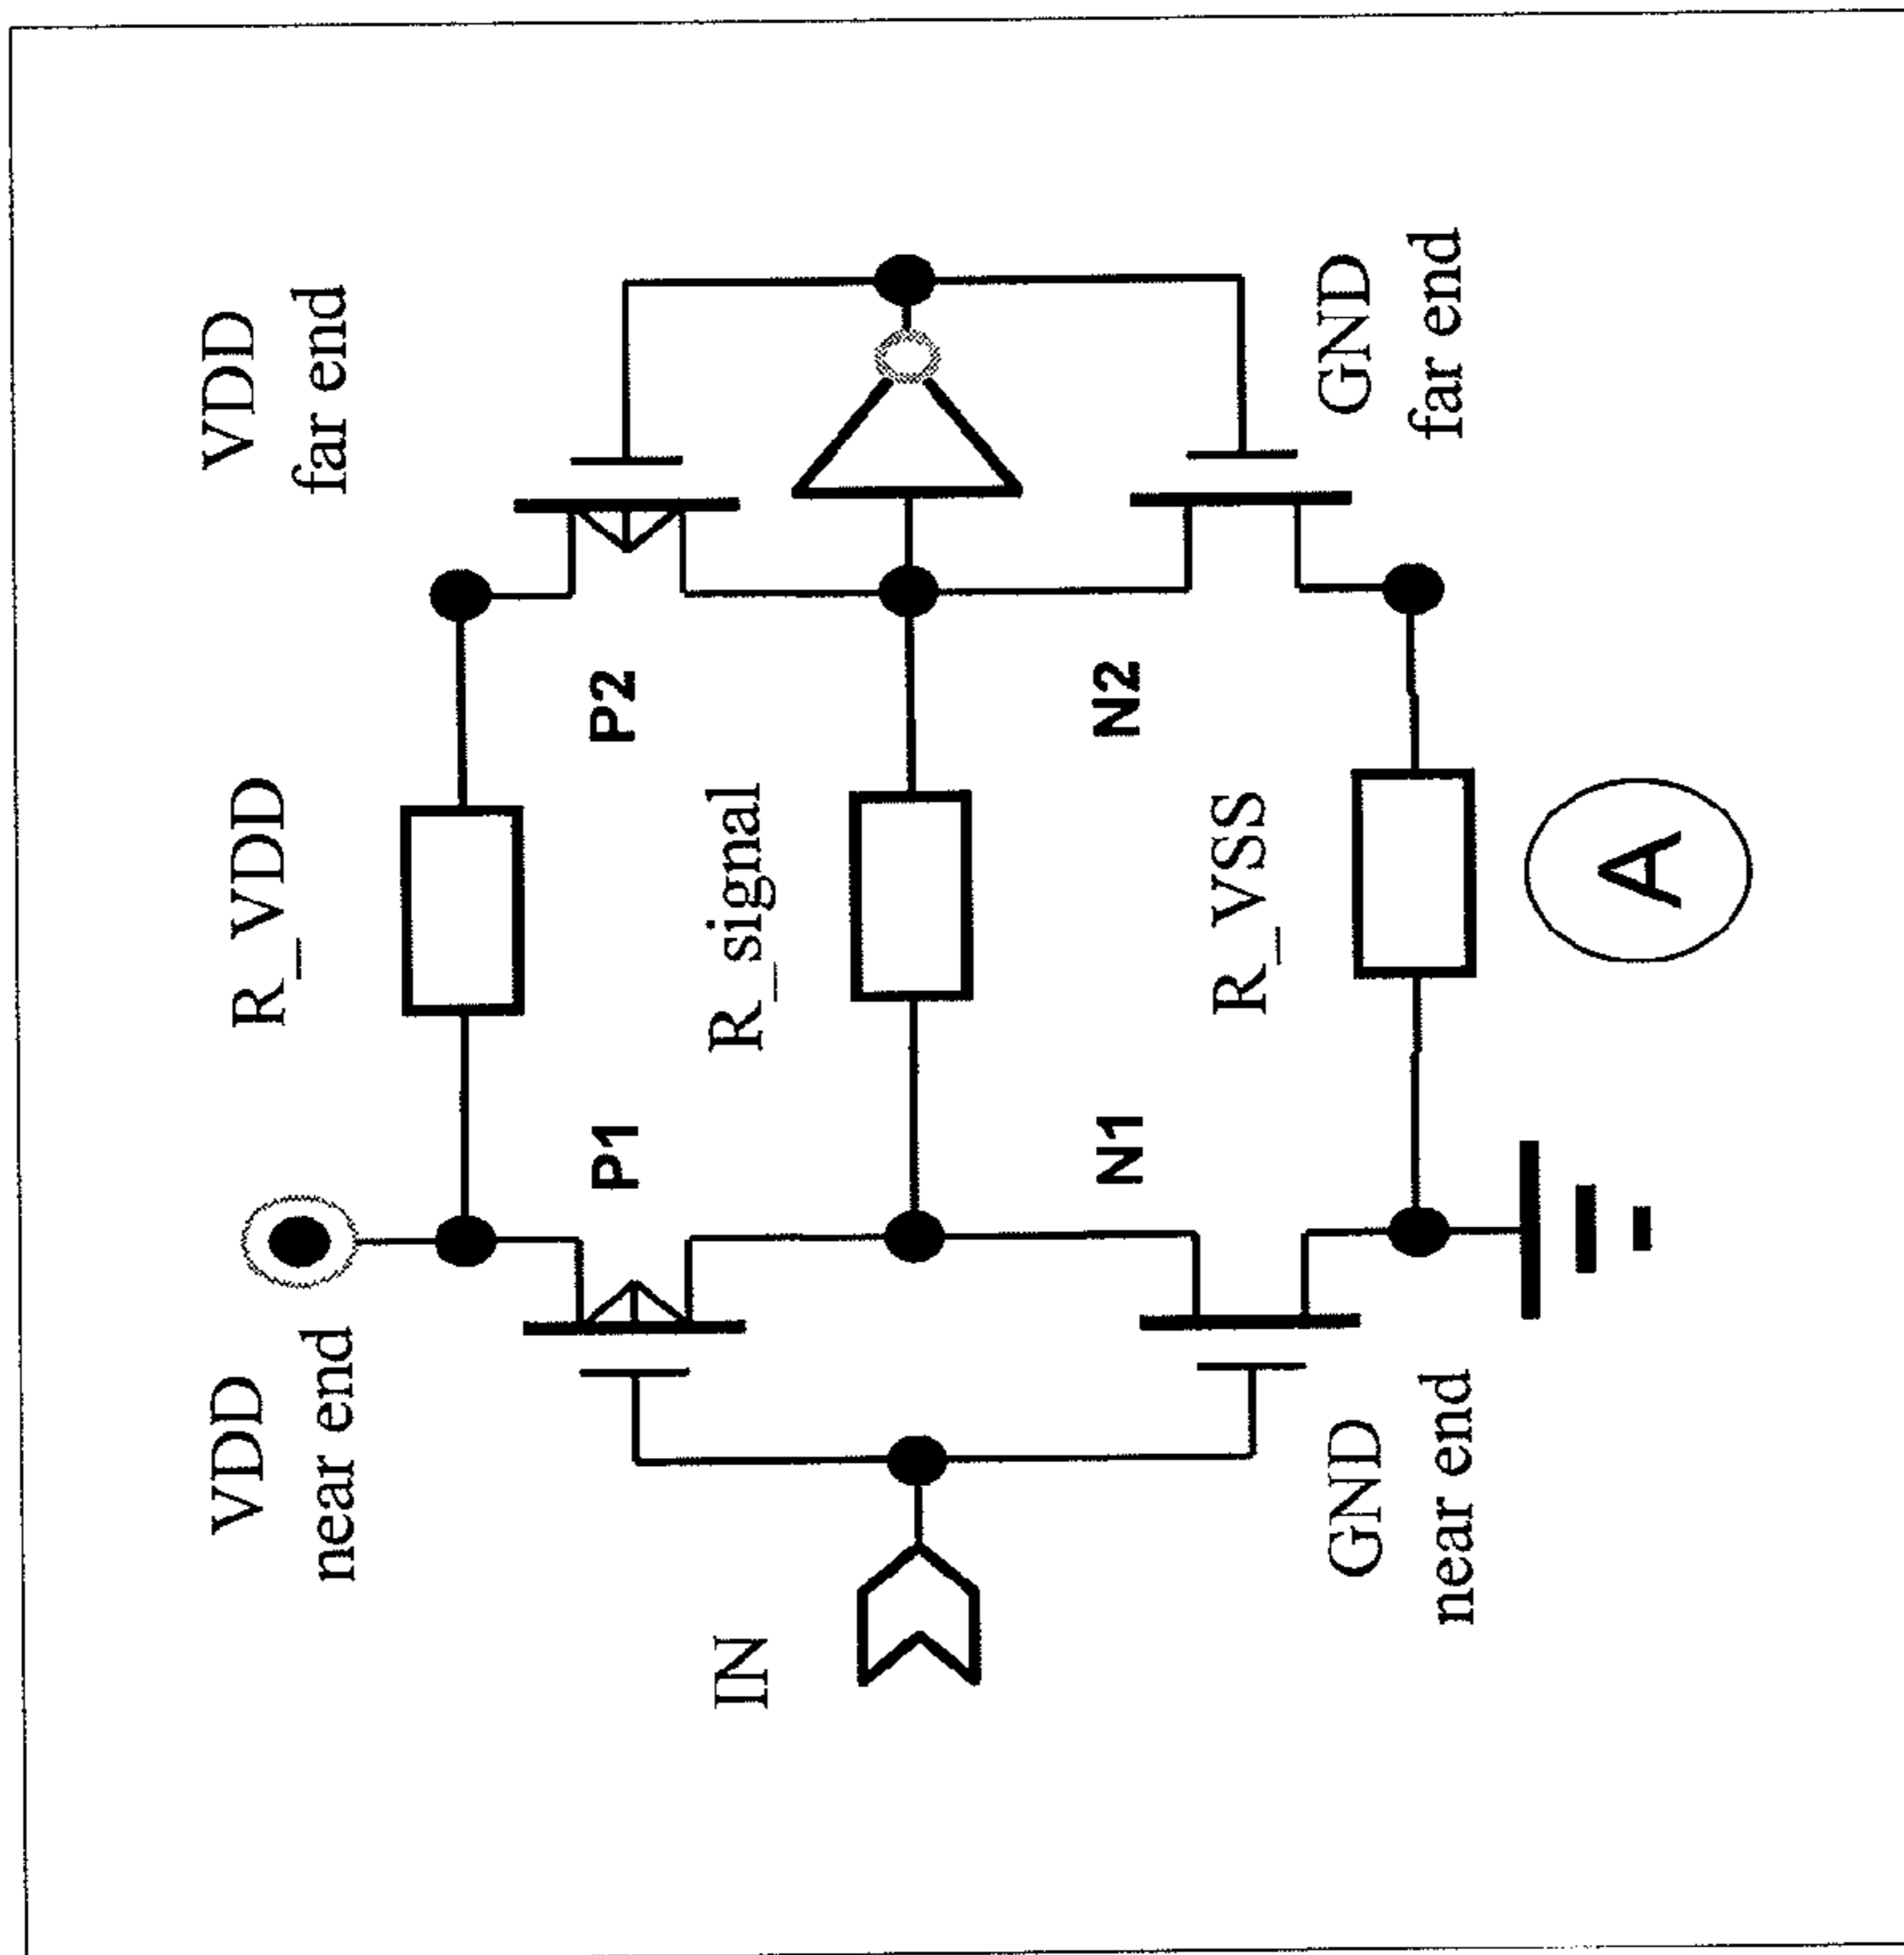 VDD
near end
R_VDD
VDD
far end
P1
P2
IN
R_signal
N1
N2
R_VSS
GND
near end
GND
far end
A